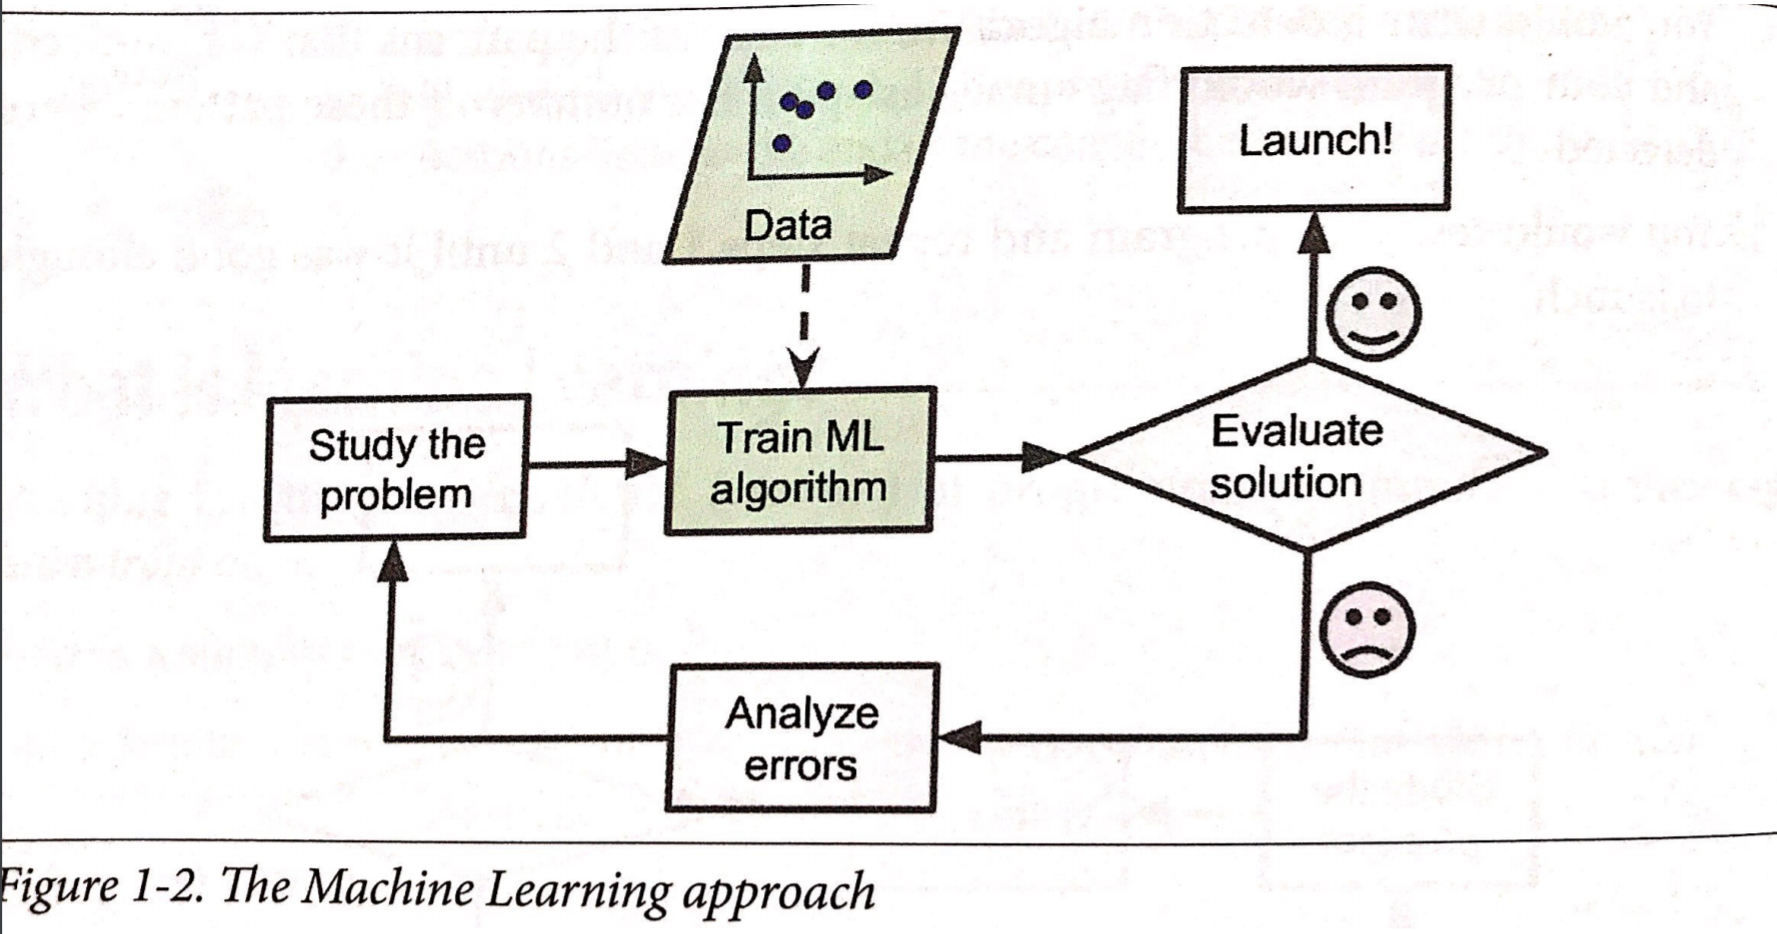 Data
Launch!
Study the
problem
Train ML
algorithm
Evaluate
solution
Analyze
errors
Figure 1-2. The Machine Learning approach